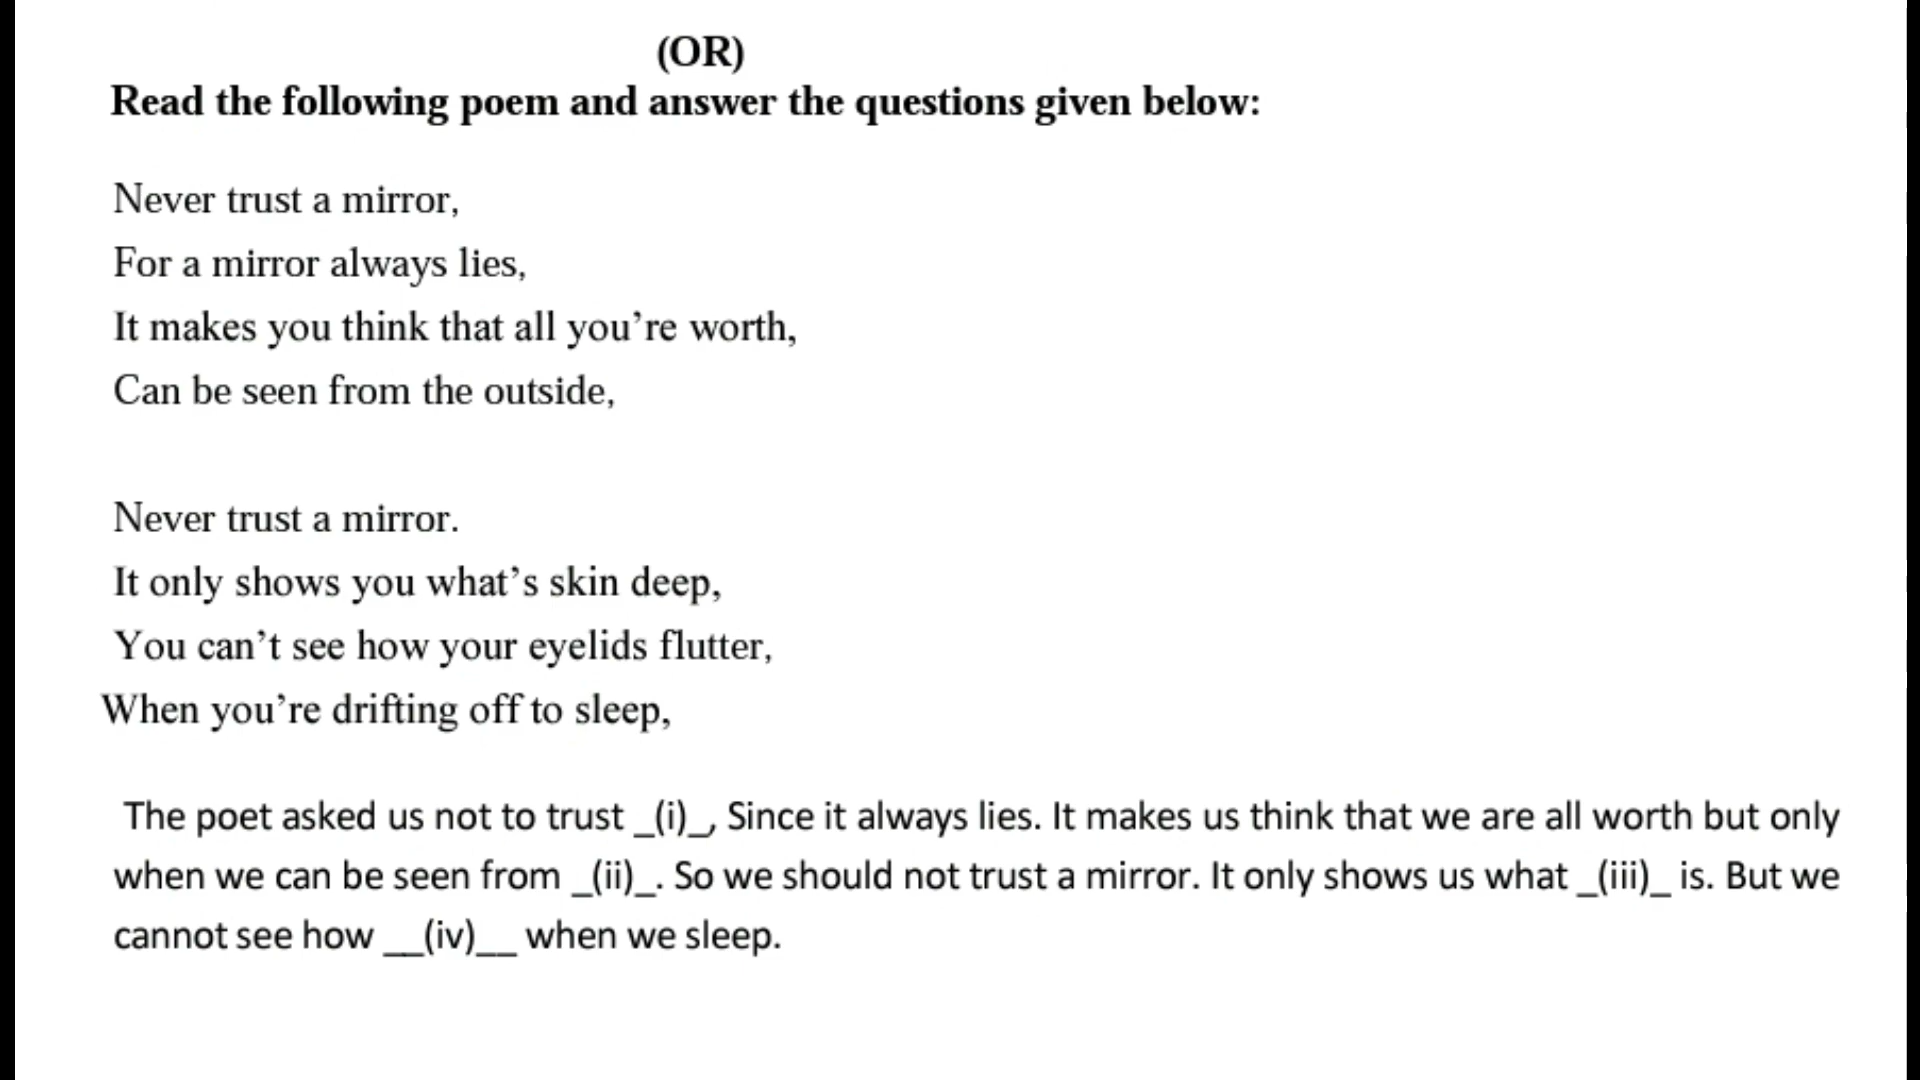 (OR)
Read the following poem and answer the questions given below:
Never trust a mirror,
For a mirror always lies,
It makes you think that all you’re worth,
Can be seen from the outside,
Never trust a mirror.
It only shows you what’s skin deep,
You can’t see how your eyelids flutter,
When you’re drifting off to sleep,
The poet asked us not to trust _(i)_, Since it always lies. It makes us think that we are all worth but only
when we can be seen from _(ii)_. So we should not trust a mirror. It only shows us what _(iii)_ is. But we
cannot see how __(iv)__ when we sleep.